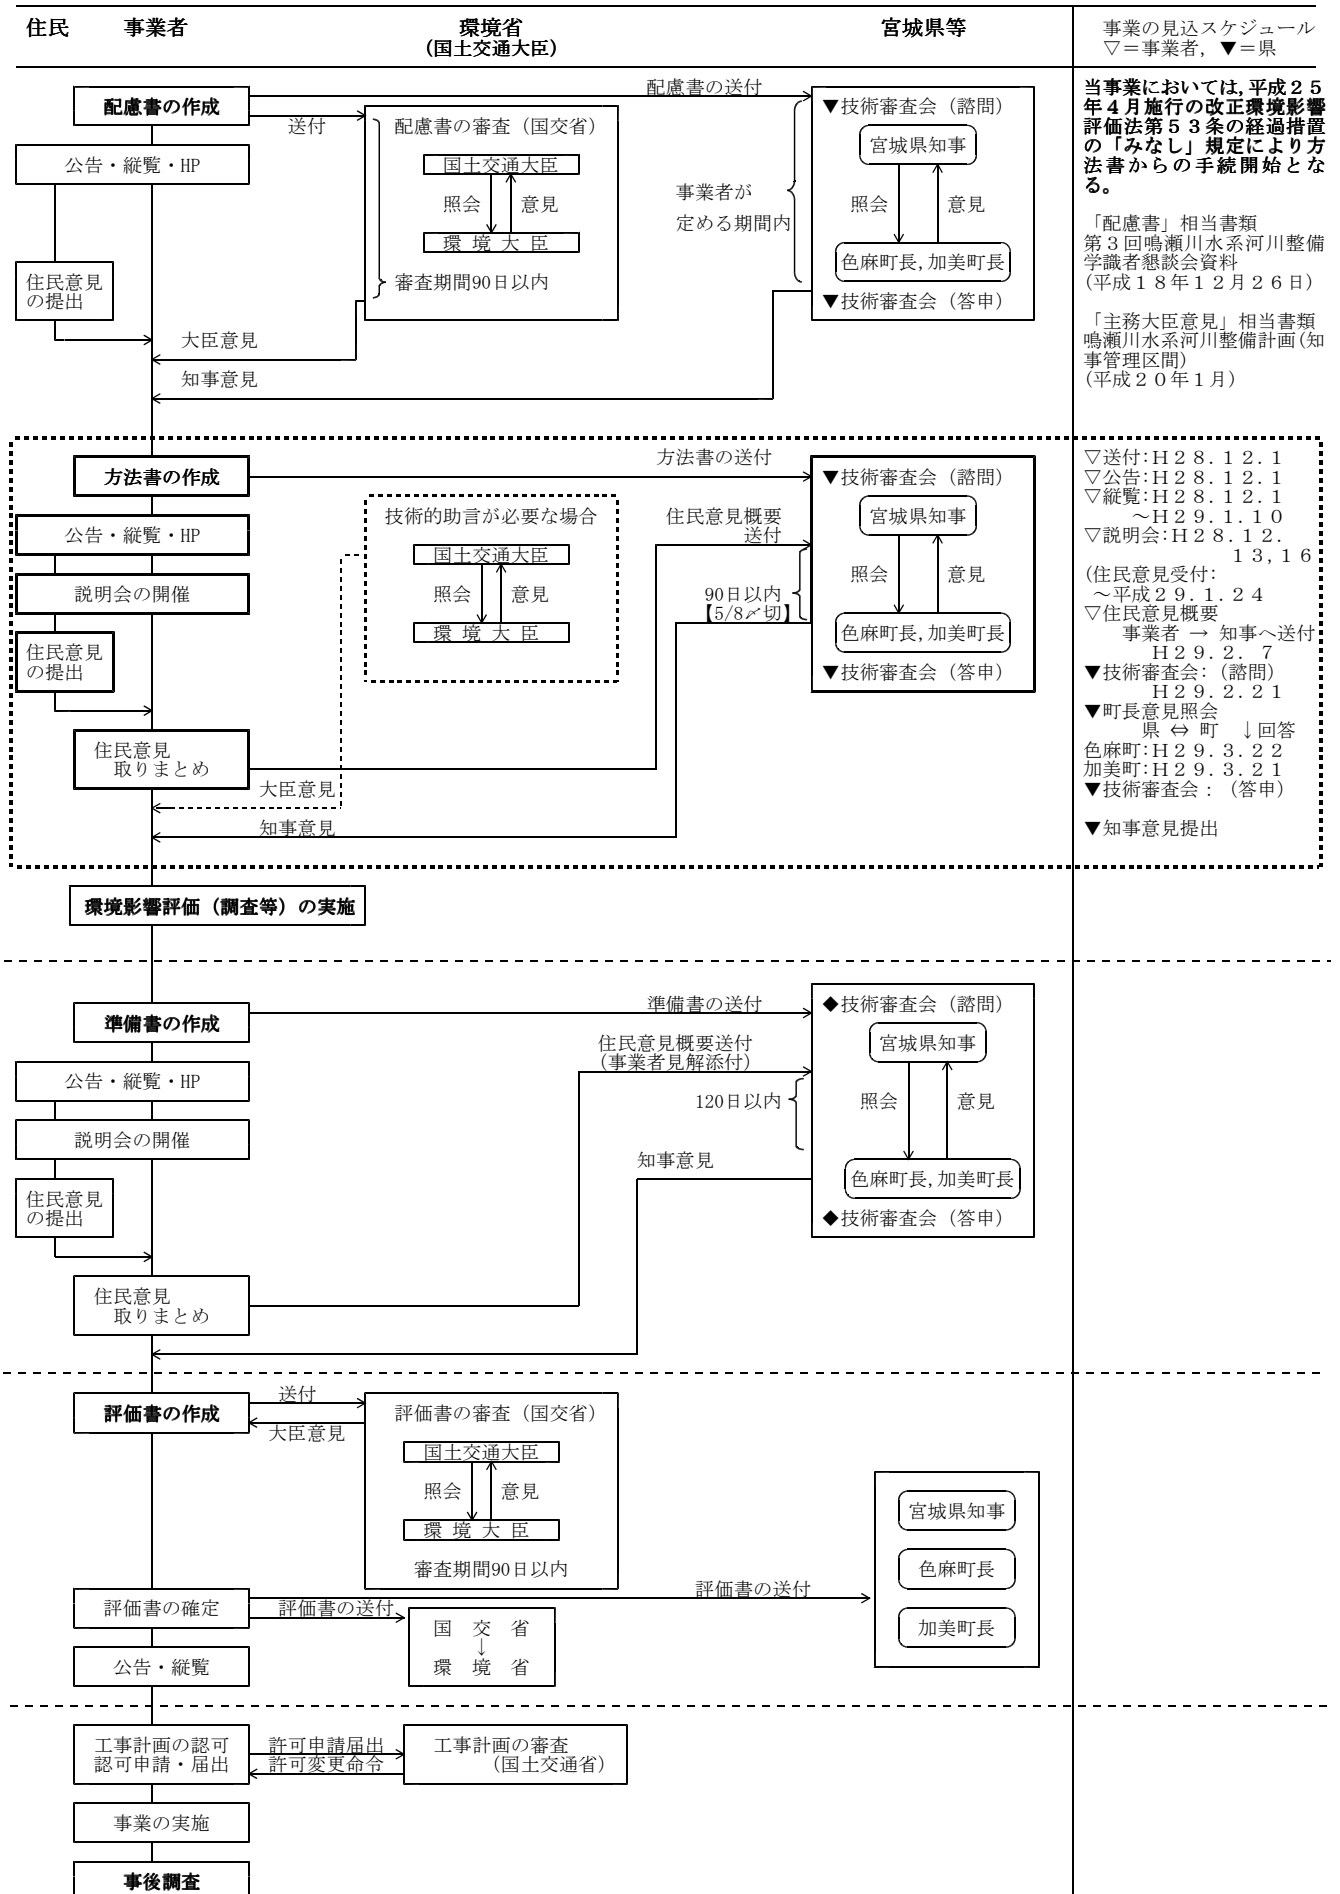 住民　事業者　環境省　宮城県等
(国土交通大臣)
事業の見込スケジュール
▽＝事業者，▼＝県
配慮書の作成
配慮書の送付
送付
公告・縦覧・HP
住民意見
の提出
配慮書の審査（国交省）
国土交通大臣
照会　意見
環 境 大 臣
審査期間90日以内
事業者が
定める期間内
▼技術審査会（諮問）
宮城県知事
照会　意見
色麻町長,加美町長
▼技術審査会（答申）
大臣意見
知事意見
当事業においては,平成２５
年４月施行の改正環境影響
評価法第５３条の経過措置
の「みなし」規定により方
法書からの手続開始とな
る。
「配慮書」相当書類
第３回鳴瀬川水系河川整備
学識者懇談会資料
(平成１８年１２月２６日)
「主務大臣意見」相当書類
鳴瀬川水系河川整備計画(知
事管理区間)
(平成２０年１月)
方法書の作成
方法書の送付
公告・縦覧・HP
説明会の開催
住民意見
の提出
住民意見
取りまとめ
技術的助言が必要な場合
国土交通大臣
照会　意見
環 境 大 臣
住民意見概要
送付
90日以内
【5/8〆切】
▼技術審査会（諮問）
宮城県知事
照会　意見
色麻町長,加美町長
▼技術審査会（答申）
大臣意見
知事意見
▽送付:Ｈ２８．１２．１
▽公告:Ｈ２８．１２．１
▽縦覧:Ｈ２８．１２．１
～Ｈ２９．１．１０
▽説明会:Ｈ２８．１２．
１３,１６
(住民意見受付:
～平成２９.１.２４
▽住民意見概要
事業者 → 知事へ送付
Ｈ２９．２．７
▼技術審査会：(諮問)
Ｈ２９．２．２１
▼町長意見照会
県 ⇔ 町　↓回答
色麻町:Ｈ２９．３．２２
加美町:Ｈ２９．３．２１
▼技術審査会：（答申）
▼知事意見提出
環境影響評価（調査等）の実施
準備書の作成
準備書の送付
公告・縦覧・HP
説明会の開催
住民意見
の提出
住民意見
取りまとめ
住民意見概要送付
(事業者見解添付)
120日以内
知事意見
◆技術審査会（諮問）
宮城県知事
照会　意見
色麻町長,加美町長
◆技術審査会（答申）
評価書の作成
送付
大臣意見
評価書の審査（国交省）
国土交通大臣
照会　意見
環 境 大 臣
審査期間90日以内
宮城県知事
色麻町長
加美町長
評価書の確定
評価書の送付
評価書の送付
国　交　省
↓
環　境　省
公告・縦覧
工事計画の認可
認可申請・届出
許可申請届出
許可変更命令
工事計画の審査
(国土交通省)
事業の実施
事後調査